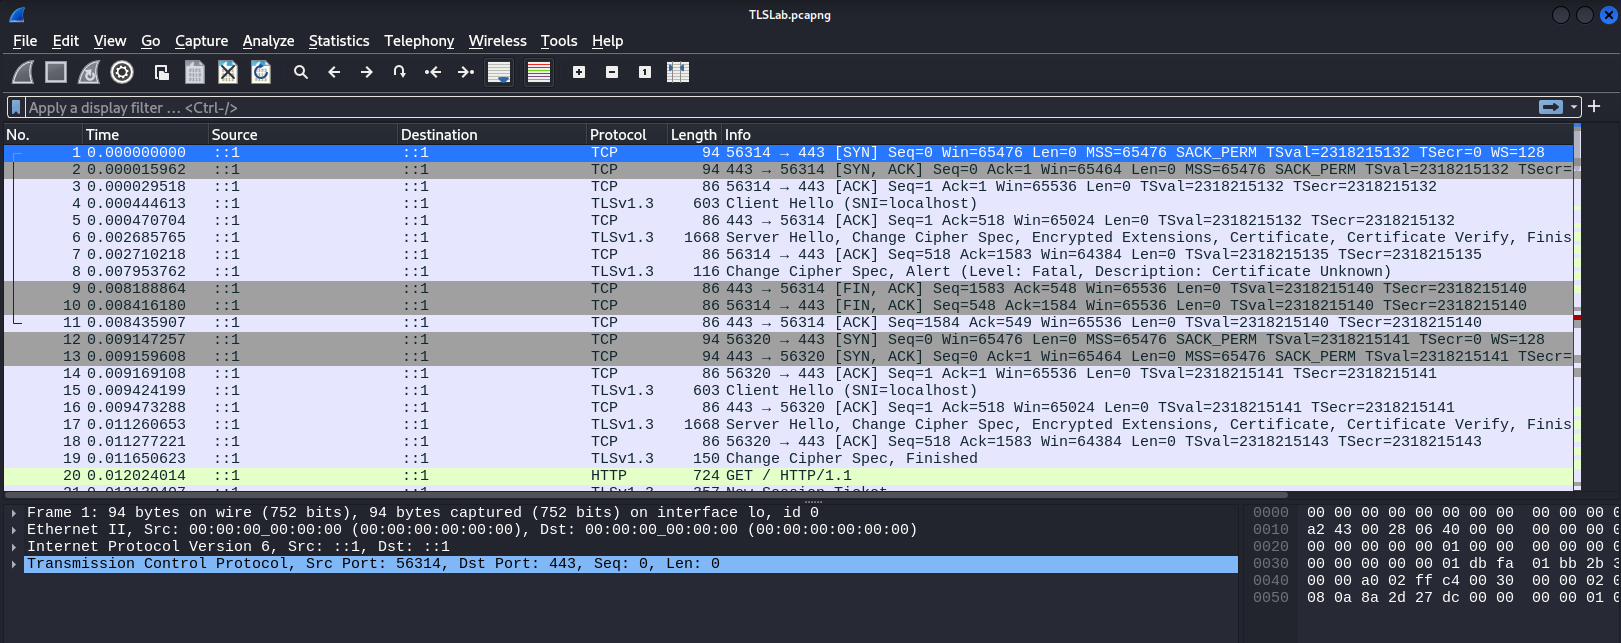 TLSLab.pcapng
File Edit View Go Capture Analyze Statistics Telephony Wireless Tools Help
Apply a display filter … <Ctrl-/>
No. Time Source Destination Protocol Length Info
1 0.000000000 ::1 ::1 TCP 94 56314 → 443 [SYN] Seq=0 Win=65476 Len=0 MSS=65476 SACK_PERM TSval=2318215132 TSecr=0 WS=128
2 0.000015962 ::1 ::1 TCP 94 443 → 56314 [SYN, ACK] Seq=0 Ack=1 Win=65464 Len=0 MSS=65476 SACK_PERM TSval=2318215132 TSecr=
3 0.000029518 ::1 ::1 TCP 86 56314 → 443 [ACK] Seq=1 Ack=1 Win=65536 Len=0 TSval=2318215132 TSecr=2318215132
4 0.000444613 ::1 ::1 TLSv1.3 603 Client Hello (SNI=localhost)
5 0.000470704 ::1 ::1 TCP 86 443 → 56314 [ACK] Seq=1 Ack=518 Win=65024 Len=0 TSval=2318215132 TSecr=2318215132
6 0.002685765 ::1 ::1 TLSv1.3 1668 Server Hello, Change Cipher Spec, Encrypted Extensions, Certificate, Certificate Verify, Finis
7 0.002710218 ::1 ::1 TCP 86 56314 → 443 [ACK] Seq=518 Ack=1583 Win=64384 Len=0 TSval=2318215135 TSecr=2318215135
8 0.007953762 ::1 ::1 TLSv1.3 116 Change Cipher Spec, Alert (Level: Fatal, Description: Certificate Unknown)
9 0.008188864 ::1 ::1 TCP 86 443 → 56314 [FIN, ACK] Seq=1583 Ack=548 Win=65536 Len=0 TSval=2318215140 TSecr=2318215140
10 0.008416180 ::1 ::1 TCP 86 56314 → 443 [FIN, ACK] Seq=548 Ack=1584 Win=65536 Len=0 TSval=2318215140 TSecr=2318215140
11 0.008435907 ::1 ::1 TCP 86 443 → 56314 [ACK] Seq=1584 Ack=549 Win=65536 Len=0 TSval=2318215140 TSecr=2318215140
12 0.009147257 ::1 ::1 TCP 94 56320 → 443 [SYN] Seq=0 Win=65476 Len=0 MSS=65476 SACK_PERM TSval=2318215141 TSecr=0 WS=128
13 0.009159608 ::1 ::1 TCP 94 443 → 56320 [SYN, ACK] Seq=0 Ack=1 Win=65464 Len=0 MSS=65476 SACK_PERM TSval=2318215141 TSecr=
14 0.009169108 ::1 ::1 TCP 86 56320 → 443 [ACK] Seq=1 Ack=1 Win=65536 Len=0 TSval=2318215141 TSecr=2318215141
15 0.009424199 ::1 ::1 TLSv1.3 603 Client Hello (SNI=localhost)
16 0.009473288 ::1 ::1 TCP 86 443 → 56320 [ACK] Seq=1 Ack=518 Win=65024 Len=0 TSval=2318215141 TSecr=2318215141
17 0.011260653 ::1 ::1 TLSv1.3 1668 Server Hello, Change Cipher Spec, Encrypted Extensions, Certificate, Certificate Verify, Finis
18 0.011277221 ::1 ::1 TCP 86 56320 → 443 [ACK] Seq=518 Ack=1583 Win=64384 Len=0 TSval=2318215143 TSecr=2318215143
19 0.011650623 ::1 ::1 TLSv1.3 150 Change Cipher Spec, Finished
20 0.012024014 ::1 ::1 HTTP 724 GET / HTTP/1.1
Frame 1: 94 bytes on wire (752 bits), 94 bytes captured (752 bits) on interface lo, id 0
Ethernet II, Src: 00:00:00_00:00:00 (00:00:00:00:00:00), Dst: 00:00:00_00:00:00 (00:00:00:00:00:00)
Internet Protocol Version 6, Src: ::1, Dst: ::1
Transmission Control Protocol, Src Port: 56314, Dst Port: 443, Seq: 0, Len: 0
0000 00 00 00 00 00 00 00 00 00 00 00 0
0010 a2 43 00 28 06 40 00 00 00 00 00 0
0020 00 00 00 00 00 01 00 00 00 00 00 0
0030 00 00 00 00 00 01 db fa 01 bb 2b 3
0040 00 00 a0 02 ff c4 00 30 00 00 02 0
0050 08 0a 8a 2d 27 dc 00 00 00 00 01 0